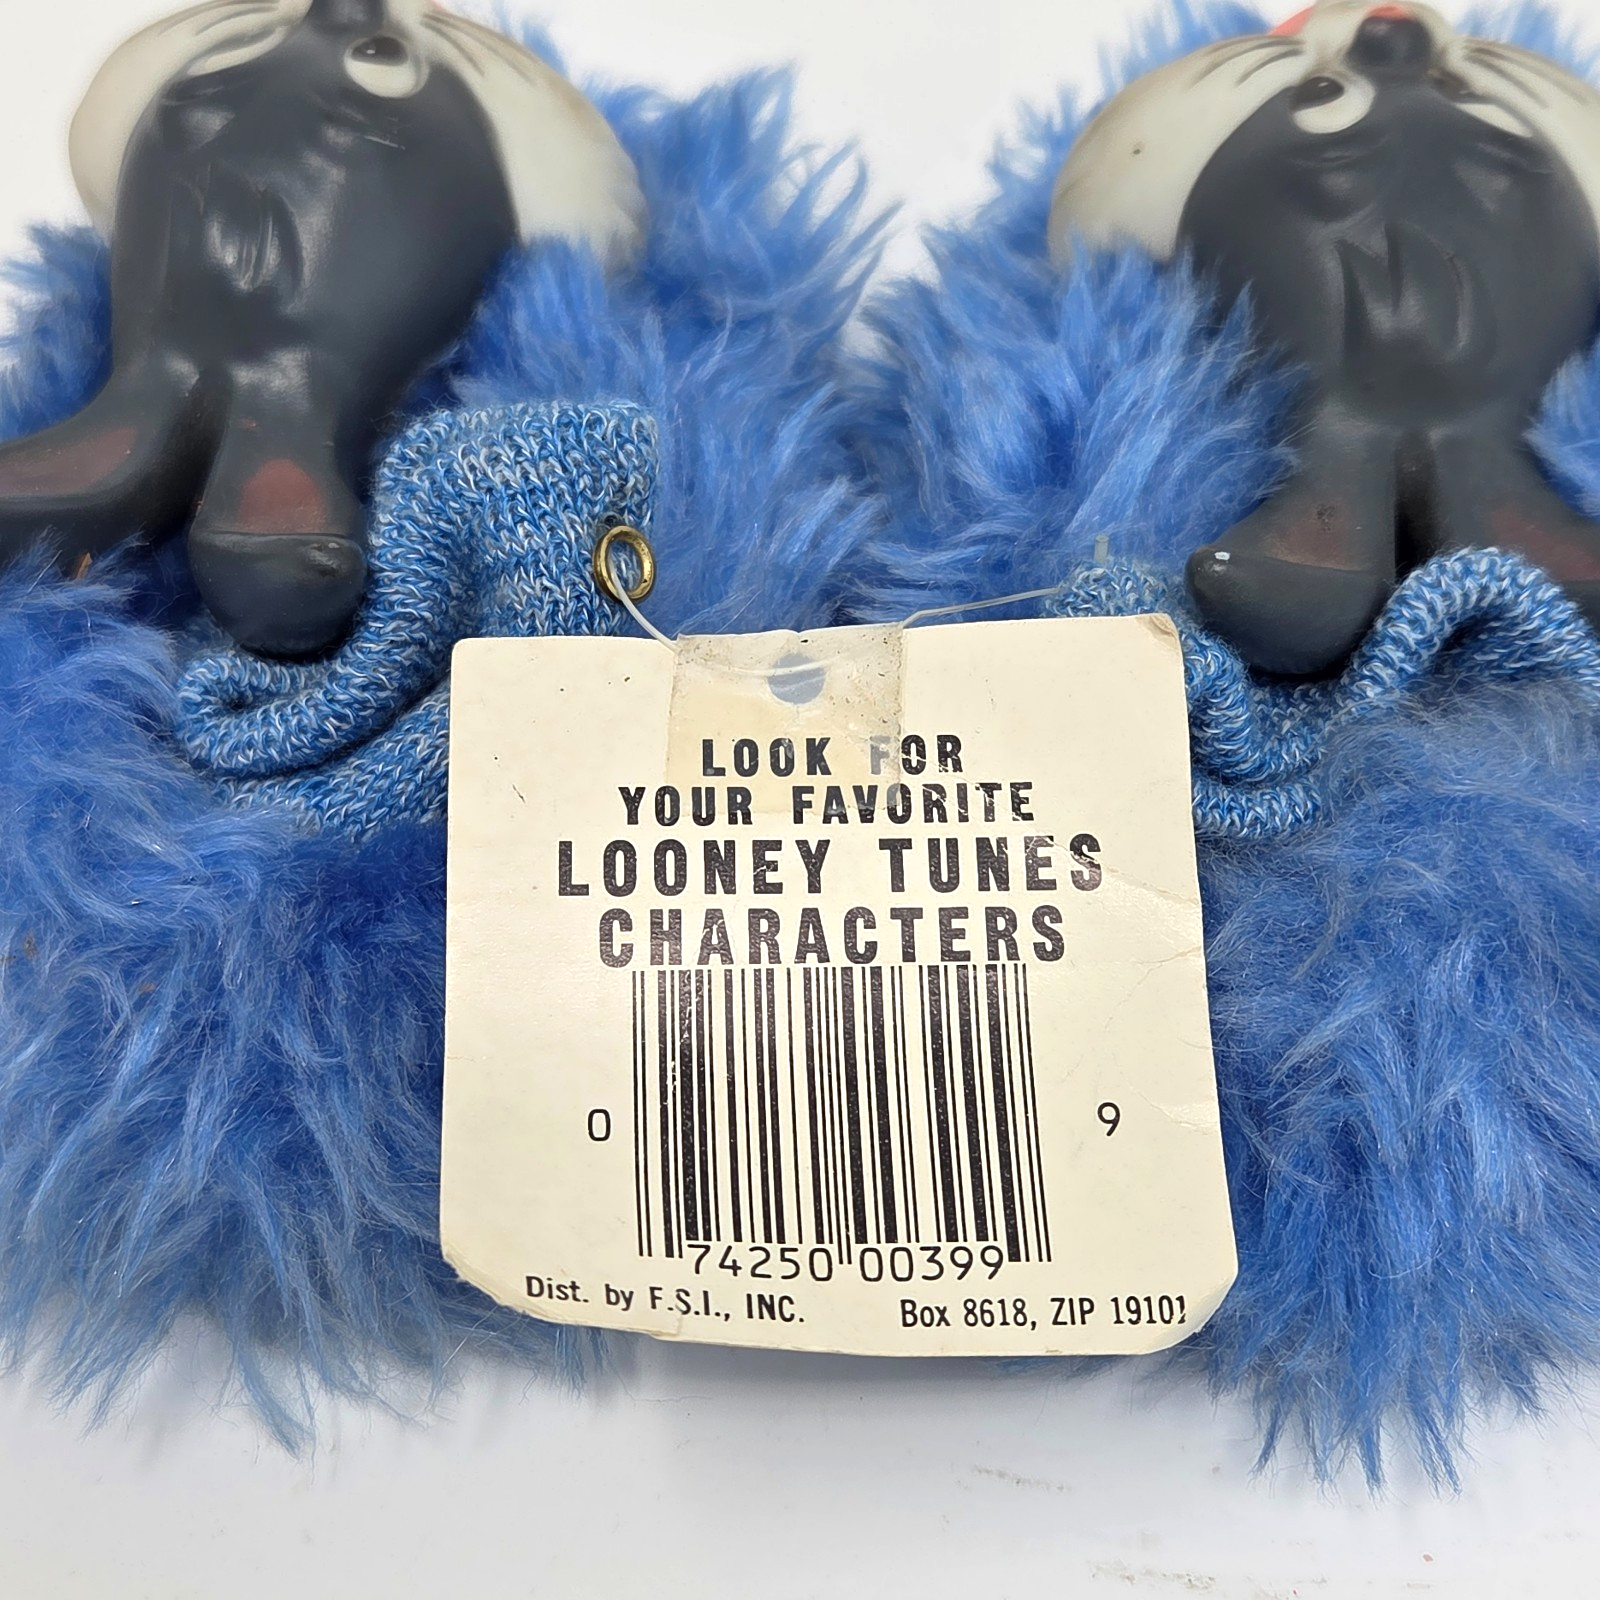 LOOK FOR
YOUR FAVORITE
LOONEY TUNES
CHARACTERS
0 74250 00399 9
Dist. by F.S.I., INC. Box 8618, ZIP 19101